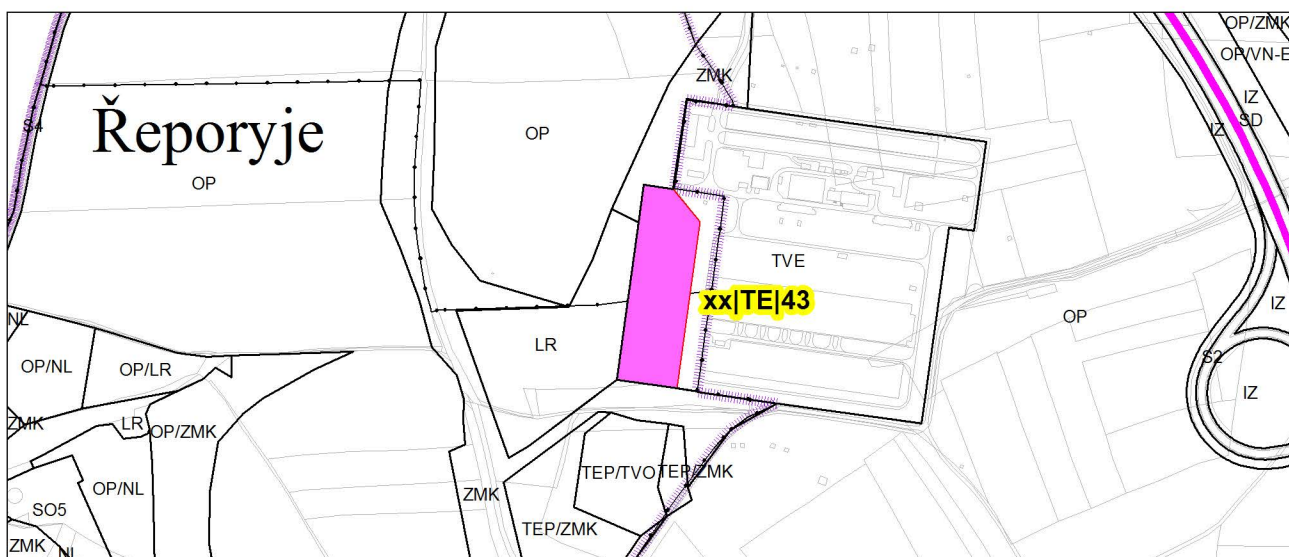 OP/ZMK
OP/VN-E
ZMK
IZ
SD
IZ
S4
Řeporyje
OP
OP
TVE
xx|TE|43
IZ
OP
NL
LR
S2
OP/NL
OP/LR
IZ
ZMK
LR
OP/ZMK
TEP/TVO
TEP/ZMK
OP/NL
ZMK
SO5
TEP/ZMK
ZMK
NL